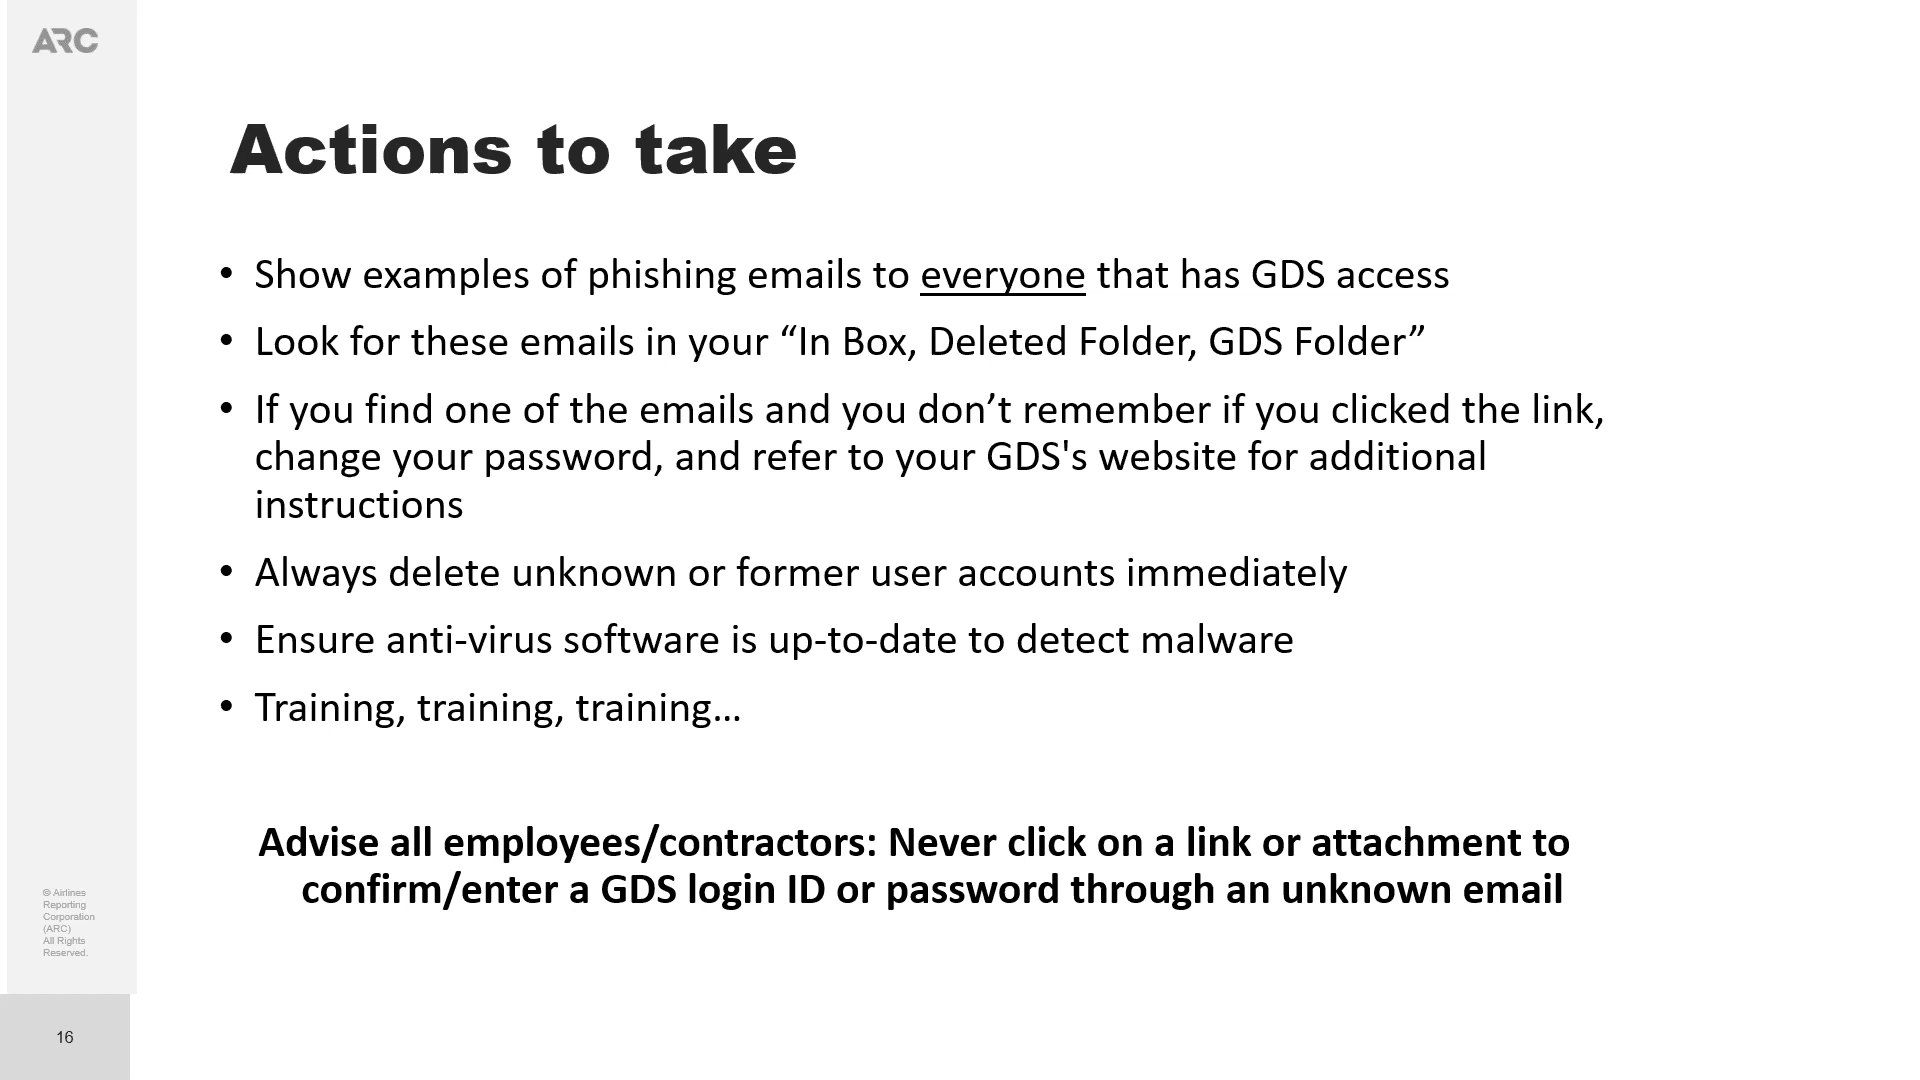 ARC
Actions to take
• Show examples of phishing emails to everyone that has GDS access
• Look for these emails in your “In Box, Deleted Folder, GDS Folder”
• If you find one of the emails and you don’t remember if you clicked the link,
change your password, and refer to your GDS's website for additional
instructions
• Always delete unknown or former user accounts immediately
• Ensure anti-virus software is up-to-date to detect malware
• Training, training, training…
Advise all employees/contractors: Never click on a link or attachment to
confirm/enter a GDS login ID or password through an unknown email
© Airlines
Reporting
Corporation
(ARC)
All Rights
Reserved.
16